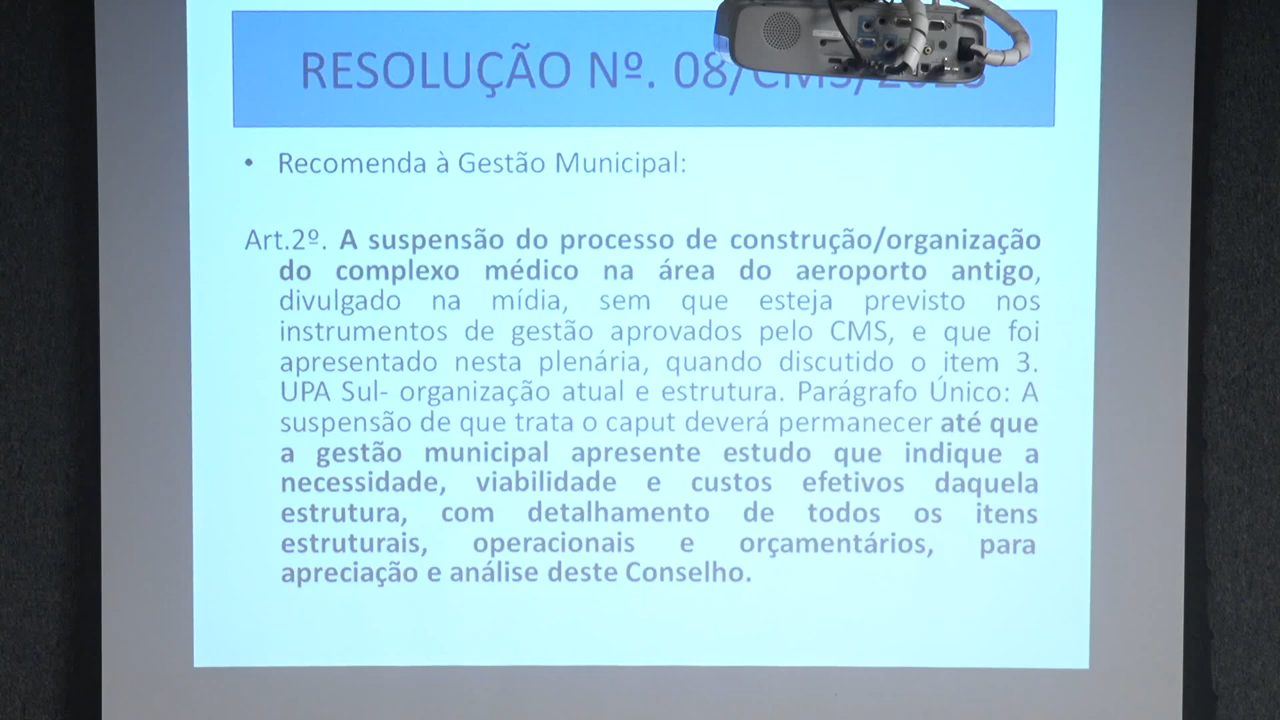 RESOLUÇÃO Nº. 08/CMS/2023
• Recomenda à Gestão Municipal:
Art.2º. A suspensão do processo de construção/organização
do complexo médico na área do aeroporto antigo,
divulgado na mídia, sem que esteja previsto nos
instrumentos de gestão aprovados pelo CMS, e que foi
apresentado nesta plenária, quando discutido o item 3.
UPA Sul- organização atual e estrutura. Parágrafo Único: A
suspensão de que trata o caput deverá permanecer até que
a gestão municipal apresente estudo que indique a
necessidade, viabilidade e custos efetivos daquela
estrutura, com detalhamento de todos os itens
estruturais, operacionais e orçamentários, para
apreciação e análise deste Conselho.